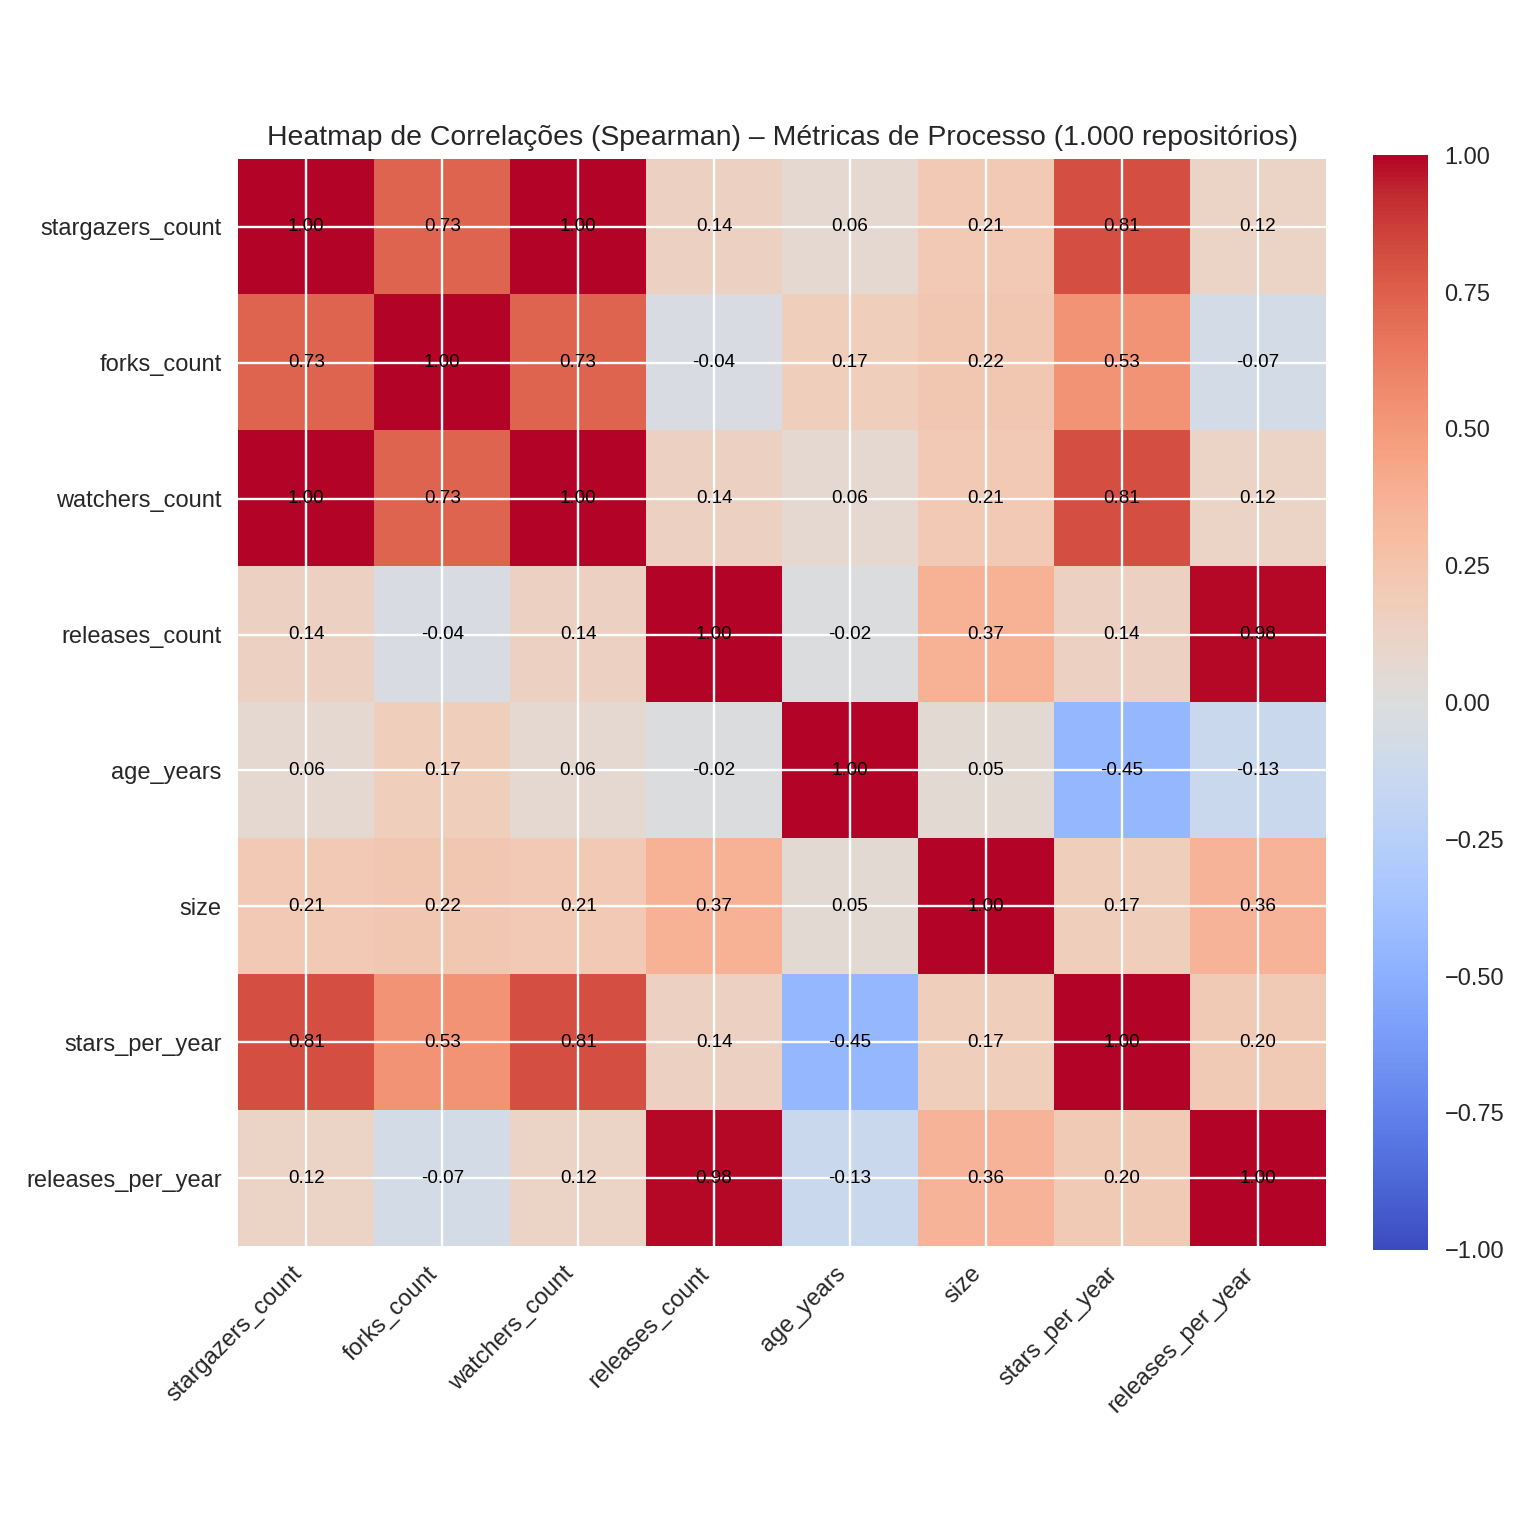 Heatmap de Correlações (Spearman) – Métricas de Processo (1.000 repositórios)
stargazers_count 1.00 0.73 1.00 0.14 0.06 0.21 0.81 0.12
forks_count 0.73 1.00 0.73 -0.04 0.17 0.22 0.53 -0.07
watchers_count 1.00 0.73 1.00 0.14 0.06 0.21 0.81 0.12
releases_count 0.14 -0.04 0.14 1.00 -0.02 0.37 0.14 0.98
age_years 0.06 0.17 0.06 -0.02 1.00 0.05 -0.45 -0.13
size 0.21 0.22 0.21 0.37 0.05 1.00 0.17 0.36
stars_per_year 0.81 0.53 0.81 0.14 -0.45 0.17 1.00 0.20
releases_per_year 0.12 -0.07 0.12 0.98 -0.13 0.36 0.20 1.00
stargazers_count
forks_count
watchers_count
releases_count
age_years
size
stars_per_year
releases_per_year
1.00
0.75
0.50
0.25
0.00
−0.25
−0.50
−0.75
−1.00